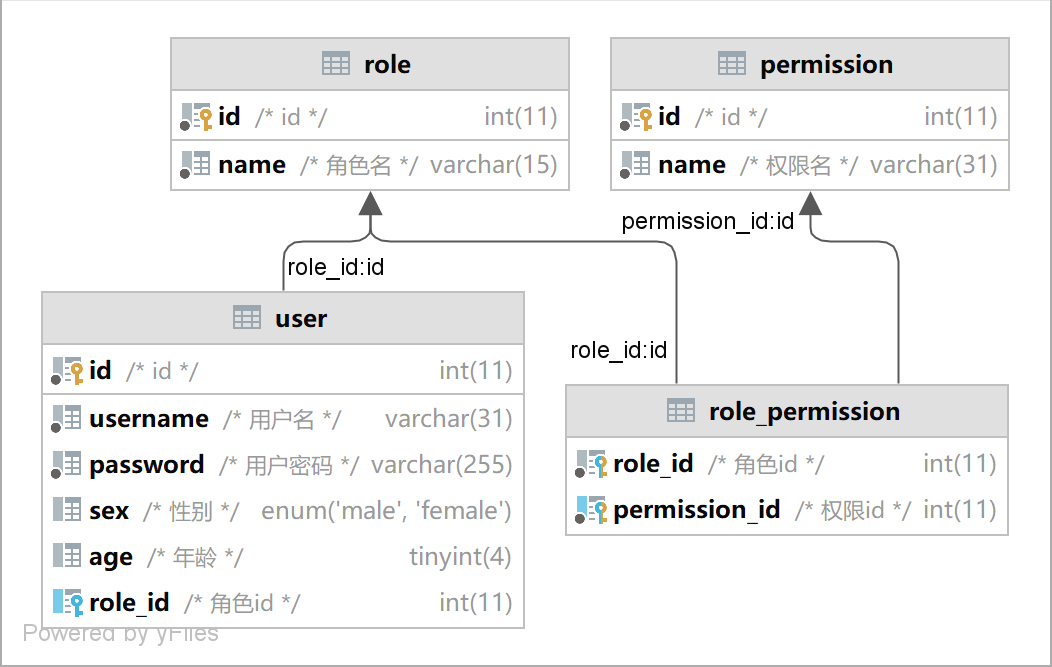 role
id /* id */ int(11)
name /* 角色名 */ varchar(15)
permission
id /* id */ int(11)
name /* 权限名 */ varchar(31)
permission_id:id
role_id:id
user
id /* id */ int(11)
username /* 用户名 */ varchar(31)
password /* 用户密码 */ varchar(255)
sex /* 性别 */ enum('male', 'female')
age /* 年龄 */ tinyint(4)
role_id /* 角色id */ int(11)
role_id:id
role_permission
role_id /* 角色id */ int(11)
permission_id /* 权限id */ int(11)
Powered by yFiles